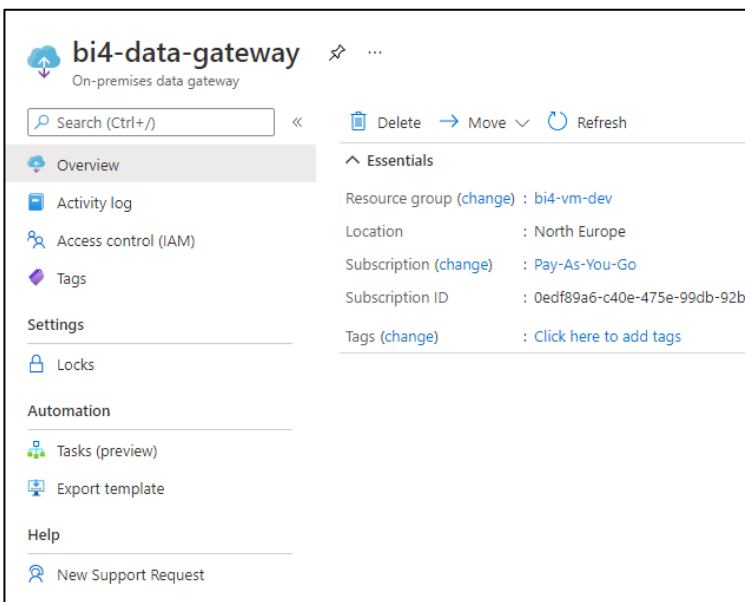 bi4-data-gateway
On-premises data gateway
Search (Ctrl+/)
Overview
Activity log
Access control (IAM)
Tags
Settings
Locks
Automation
Tasks (preview)
Export template
Help
New Support Request
Delete Move Refresh
Essentials
Resource group (change) : bi4-vm-dev
Location : North Europe
Subscription (change) : Pay-As-You-Go
Subscription ID : 0edf89a6-c40e-475e-99db-92b
Tags (change) : Click here to add tags